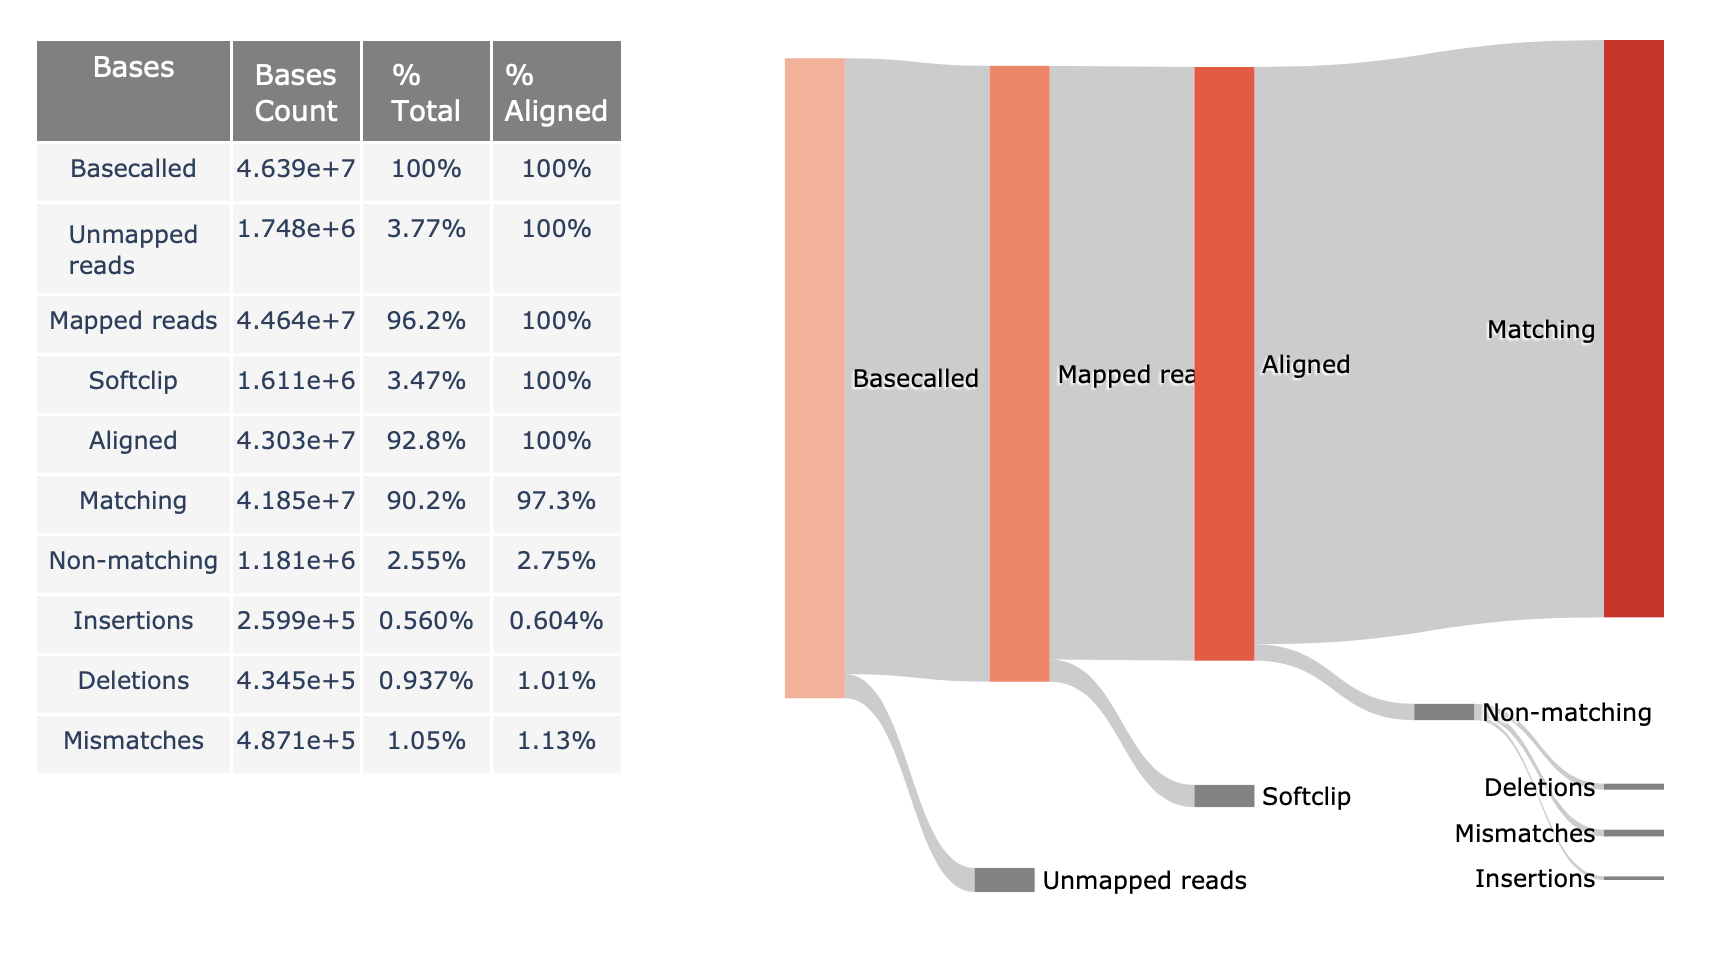 Bases
Bases
Count
%
Total
%
Aligned
Basecalled 4.639e+7 100% 100%
Unmapped
reads
1.748e+6 3.77% 100%
Mapped reads 4.464e+7 96.2% 100%
Softclip 1.611e+6 3.47% 100%
Aligned 4.303e+7 92.8% 100%
Matching 4.185e+7 90.2% 97.3%
Non-matching 1.181e+6 2.55% 2.75%
Insertions 2.599e+5 0.560% 0.604%
Deletions 4.345e+5 0.937% 1.01%
Mismatches 4.871e+5 1.05% 1.13%
Basecalled
Mapped rea
Aligned
Matching
Non-matching
Deletions
Softclip
Mismatches
Unmapped reads
Insertions